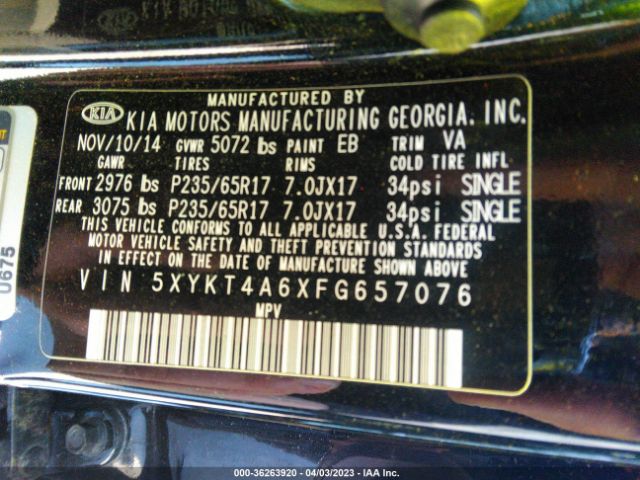 MANUFACTURED BY
KIA KIA MOTORS MANUFACTURING GEORGIA. INC.
NOV/10/14 GVWR 5072 lbs PAINT EB TRIM VA
GAWR TIRES RIMS COLD TIRE INFL
FRONT 2976 lbs P235/65R17 7.0JX17 34psi SINGLE
REAR 3075 lbs P235/65R17 7.0JX17 34psi SINGLE
THIS VEHICLE CONFORMS TO ALL APPLICABLE U.S.A. FEDERAL
MOTOR VEHICLE SAFETY AND THEFT PREVENTION STANDARDS
IN EFFECT ON THE DATE OF MANUFACTURE SHOWN ABOVE
VIN 5XYKT4A6XFG657076
MPV
0675
000-36263920 - 04/03/2023 - IAA Inc.